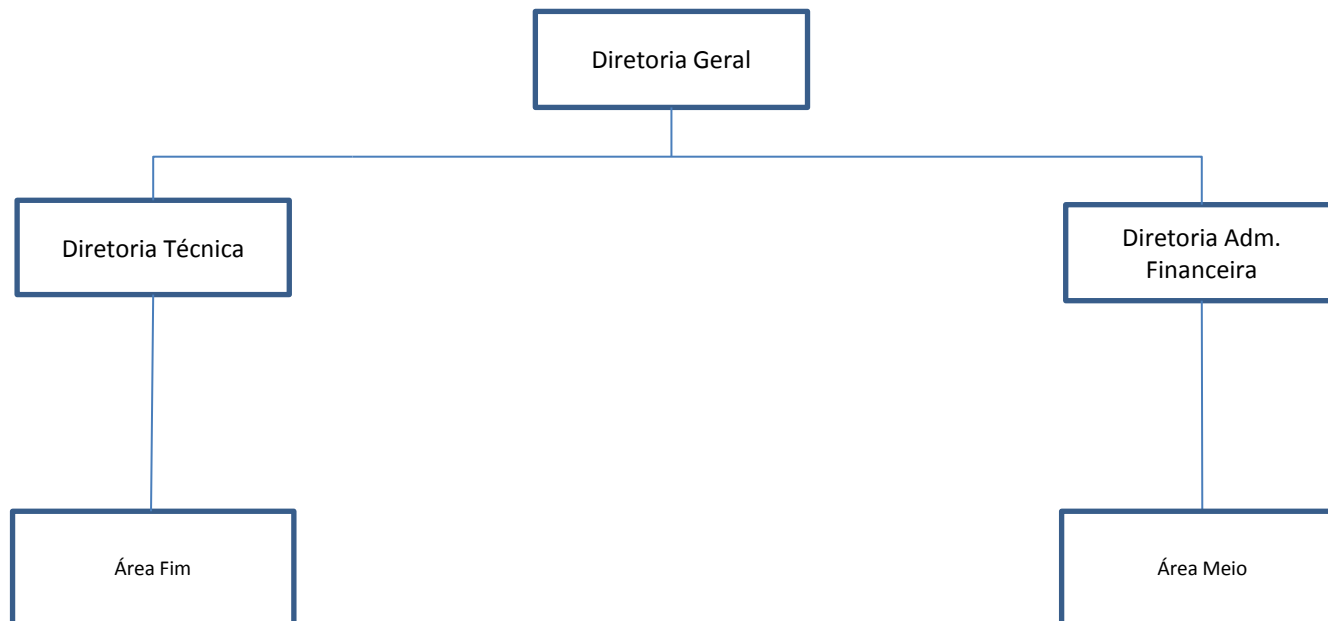 Diretoria Geral
Diretoria Técnica
Diretoria Adm.
Financeira
Área Fim
Área Meio